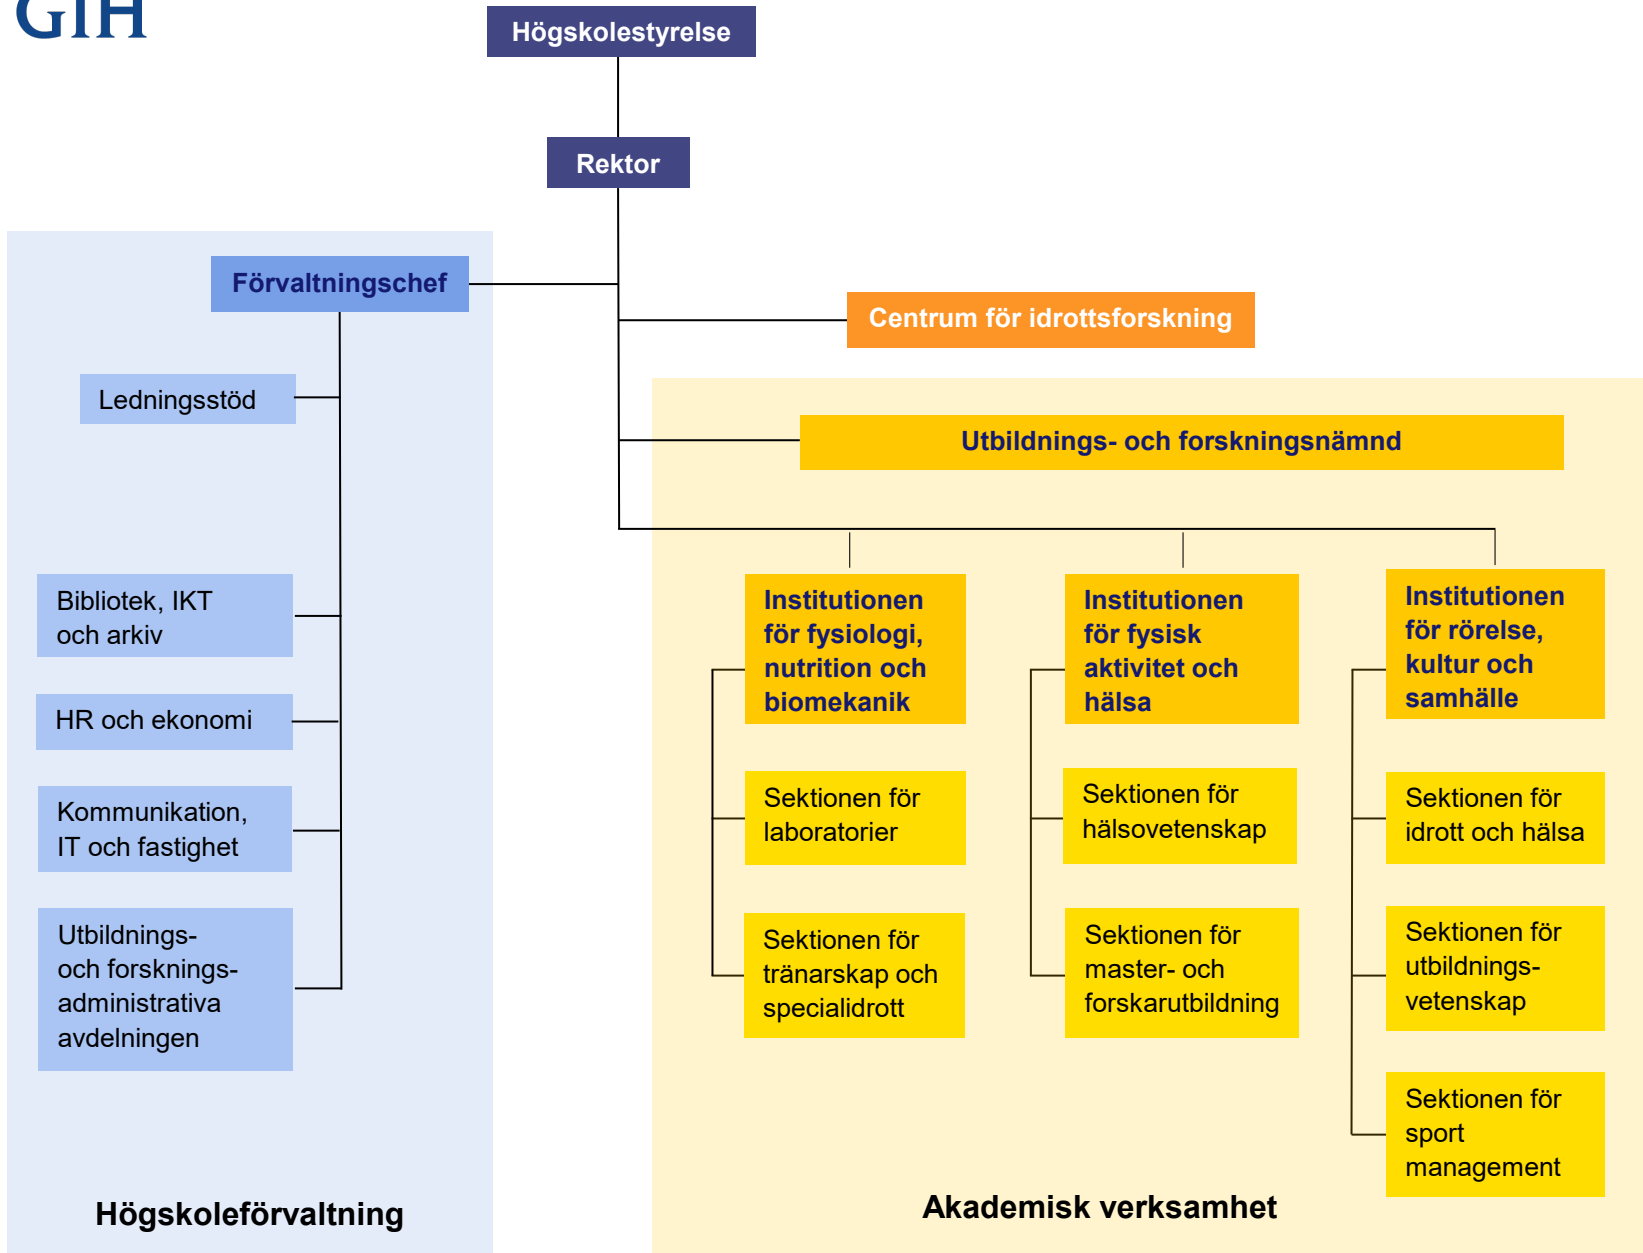 GIH
Högskolestyrelse
Rektor
Förvaltningschef
Centrum för idrottsforskning
Ledningsstöd
Utbildnings- och forskningsnämnd
Bibliotek, IKT
och arkiv
HR och ekonomi
Kommunikation,
IT och fastighet
Utbildnings-
och forsknings-
administrativa
avdelningen
Högskoleförvaltning
Institutionen
för fysiologi,
nutrition och
biomekanik
Sektionen för
laboratorier
Sektionen för
tränarskap och
specialidrott
Institutionen
för fysisk
aktivitet och
hälsa
Sektionen för
hälsovetenskap
Sektionen för
master- och
forskarutbildning
Institutionen
för rörelse,
kultur och
samhälle
Sektionen för
idrott och hälsa
Sektionen för
utbildnings-
vetenskap
Sektionen för
sport
management
Akademisk verksamhet